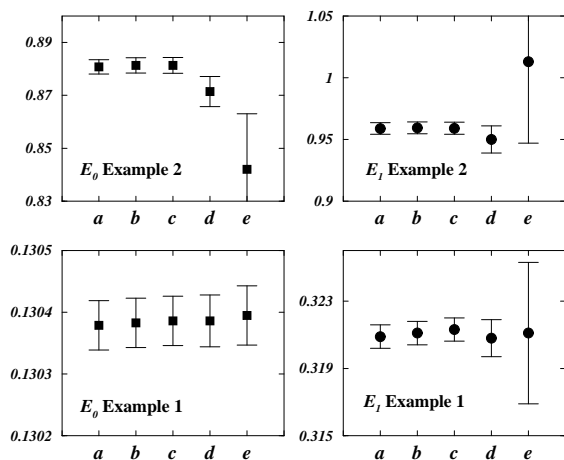 0.89
0.87
0.85
0.83
E0 Example 2
a b c d e
1.05
1
0.95
0.9
E1 Example 2
a b c d e
0.1305
0.1304
0.1303
0.1302
E0 Example 1
a b c d e
0.323
0.319
0.315
E1 Example 1
a b c d e